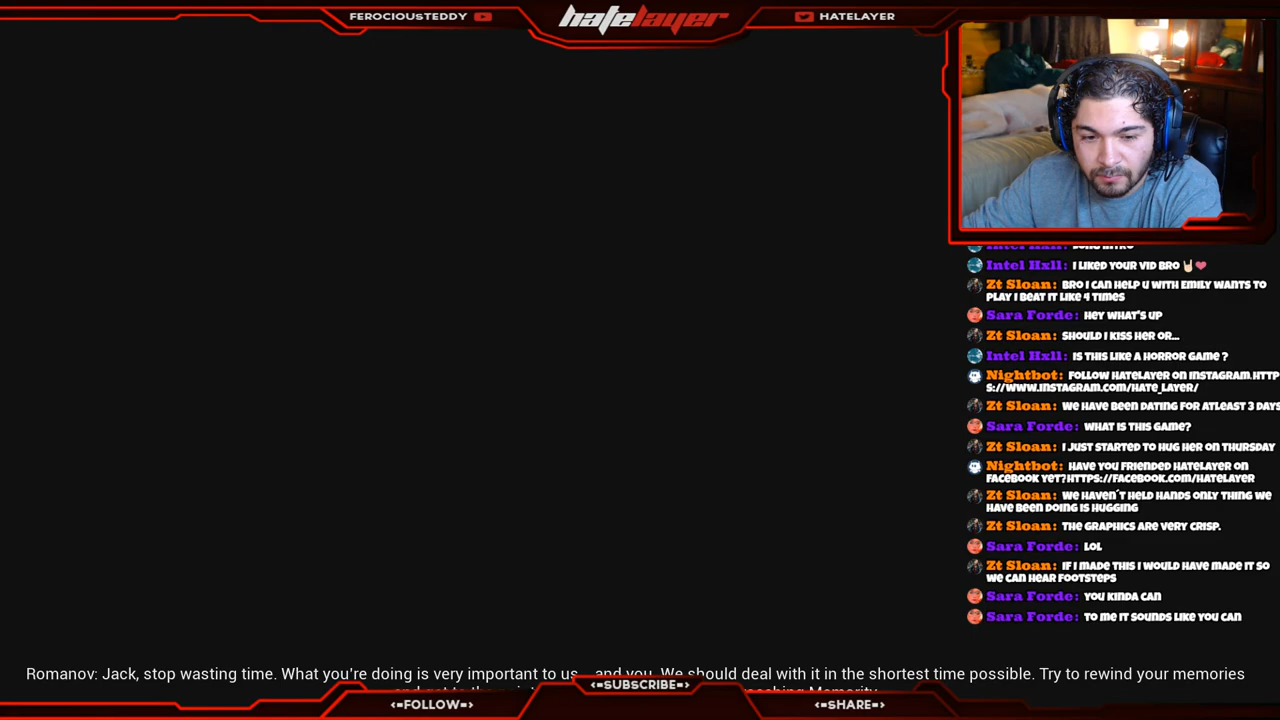 FEROCIOUSTEDDY
hatelayer
HATELAYER
Intel Hxll: I LIKED YOUR VID BRO 🤘🏻❤️
Zt Sloan: BRO I CAN HELP U WITH EMILY WANTS TO
PLAY I BEAT IT LIKE 4 TIMES
Sara Forde: HEY WHAT'S UP
Zt Sloan: SHOULD I KISS HER OR...
Intel Hxll: IS THIS LIKE A HORROR GAME ?
Nightbot: FOLLOW HATELAYER ON INSTAGRAM.HTTP
S://WWW.INSTAGRAM.COM/HATE_LAYER/
Zt Sloan: WE HAVE BEEN DATING FOR ATLEAST 3 DAYS
Sara Forde: WHAT IS THIS GAME?
Zt Sloan: I JUST STARTED TO HUG HER ON THURSDAY
Nightbot: HAVE YOU FRIENDED HATELAYER ON
FACEBOOK YET?HTTPS://FACEBOOK.COM/HATELAYER
Zt Sloan: WE HAVEN´T HELD HANDS ONLY THING WE
HAVE BEEN DOING IS HUGGING
Zt Sloan: THE GRAPHICS ARE VERY CRISP.
Sara Forde: LOL
Zt Sloan: IF I MADE THIS I WOULD HAVE MADE IT SO
WE CAN HEAR FOOTSTEPS
Sara Forde: YOU KINDA CAN
Sara Forde: TO ME IT SOUNDS LIKE YOU CAN
Romanov: Jack, stop wasting time. What you're doing is very important to us... and you. We should deal with it in the shortest time possible. Try to rewind your memories
<=SUBSCRIBE=>
<=FOLLOW=>
<=SHARE=>